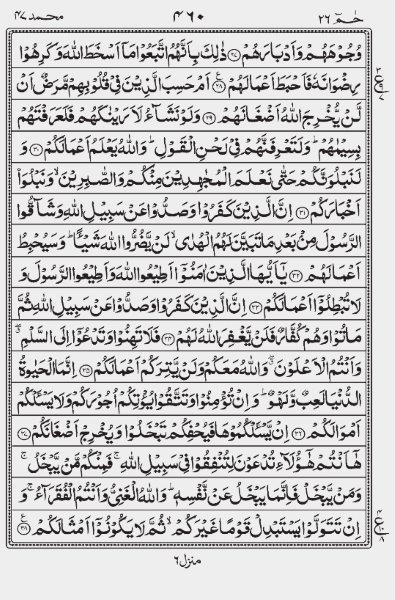 حٰمٓ ٢٦ ٤٦٠ محمد ٤٧
وُجُوْهَهُمْ وَاَدْبَارَهُمْ ۝٢٧ ذٰلِكَ بِاَنَّهُمُ اتَّبَعُوْا مَاۤ اَسْخَطَ اللّٰهَ وَكَرِهُوْا
رِضْوَانَهٗ فَاَحْبَطَ اَعْمَالَهُمْ ۝٢٨ اَمْ حَسِبَ الَّذِيْنَ فِيْ قُلُوْبِهِمْ مَّرَضٌ اَنْ
لَّنْ يُّخْرِجَ اللّٰهُ اَضْغَانَهُمْ ۝٢٩ وَلَوْ نَشَآءُ لَاَرَيْنٰكَهُمْ فَلَعَرَفْتَهُمْ
بِسِيْمٰهُمْ ؕ وَلَتَعْرِفَنَّهُمْ فِيْ لَحْنِ الْقَوْلِ ؕ وَاللّٰهُ يَعْلَمُ اَعْمَالَكُمْ ۝٣٠ وَ
لَنَبْلُوَنَّكُمْ حَتّٰى نَعْلَمَ الْمُجٰهِدِيْنَ مِنْكُمْ وَالصّٰبِرِيْنَ ۙ وَنَبْلُوَا۟
اَخْبَارَكُمْ ۝٣١ اِنَّ الَّذِيْنَ كَفَرُوْا وَصَدُّوْا عَنْ سَبِيْلِ اللّٰهِ وَشَآقُّوا
الرَّسُوْلَ مِنْۢ بَعْدِ مَا تَبَيَّنَ لَهُمُ الْهُدٰى ۙ لَنْ يَّضُرُّوا اللّٰهَ شَيْـًٔا ؕ وَسَيُحْبِطُ
اَعْمَالَهُمْ ۝٣٢ يٰۤاَيُّهَا الَّذِيْنَ اٰمَنُوْۤا اَطِيْعُوا اللّٰهَ وَاَطِيْعُوا الرَّسُوْلَ وَ
لَا تُبْطِلُوْۤا اَعْمَالَكُمْ ۝٣٣ اِنَّ الَّذِيْنَ كَفَرُوْا وَصَدُّوْا عَنْ سَبِيْلِ اللّٰهِ ثُمَّ
مَاتُوْا وَهُمْ كُفَّارٌ فَلَنْ يَّغْفِرَ اللّٰهُ لَهُمْ ۝٣٤ فَلَا تَهِنُوْا وَتَدْعُوْۤا اِلَى السَّلْمِ ۖ
وَاَنْتُمُ الْاَعْلَوْنَ ۖ وَاللّٰهُ مَعَكُمْ وَلَنْ يَّتِرَكُمْ اَعْمَالَكُمْ ۝٣٥ اِنَّمَا الْحَيٰوةُ
الدُّنْيَا لَعِبٌ وَّلَهْوٌ ؕ وَاِنْ تُؤْمِنُوْا وَتَتَّقُوْا يُؤْتِكُمْ اُجُوْرَكُمْ وَلَا يَسْـَٔلْكُمْ
اَمْوَالَكُمْ ۝٣٦ اِنْ يَّسْـَٔلْكُمُوْهَا فَيُحْفِكُمْ تَبْخَلُوْا وَيُخْرِجْ اَضْغَانَكُمْ ۝٣٧
هٰۤاَنْتُمْ هٰۤؤُلَآءِ تُدْعَوْنَ لِتُنْفِقُوْا فِيْ سَبِيْلِ اللّٰهِ ۚ فَمِنْكُمْ مَّنْ يَّبْخَلُ ۚ
وَمَنْ يَّبْخَلْ فَاِنَّمَا يَبْخَلُ عَنْ نَّفْسِهٖ ؕ وَاللّٰهُ الْغَنِيُّ وَاَنْتُمُ الْفُقَرَآءُ ۚ وَ
اِنْ تَتَوَلَّوْا يَسْتَبْدِلْ قَوْمًا غَيْرَكُمْ ۙ ثُمَّ لَا يَكُوْنُوْۤا اَمْثَالَكُمْ ۝٣٨
منزل ٦